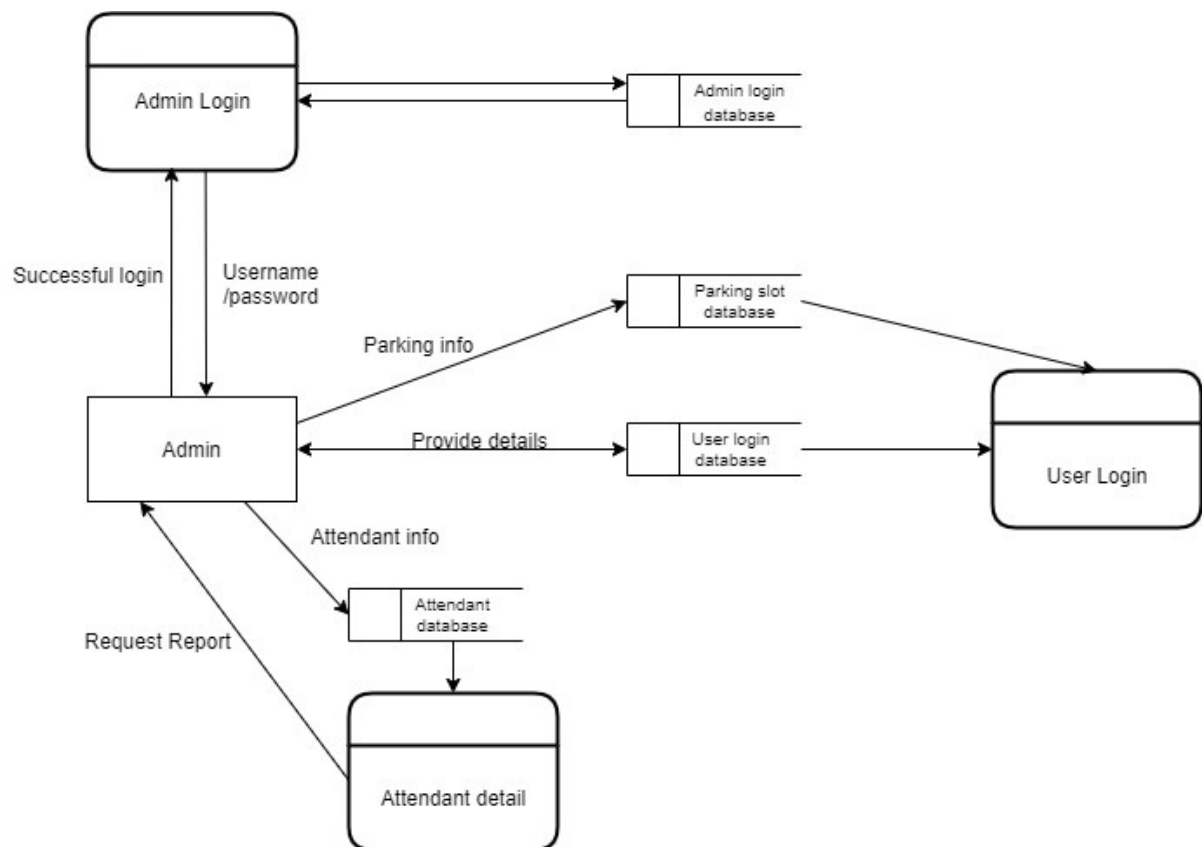 Admin Login
Admin login
database
Successful login
Username
/password
Parking slot
database
Parking info
Admin
Provide details
User login
database
User Login
Attendant info
Attendant
database
Request Report
Attendant detail